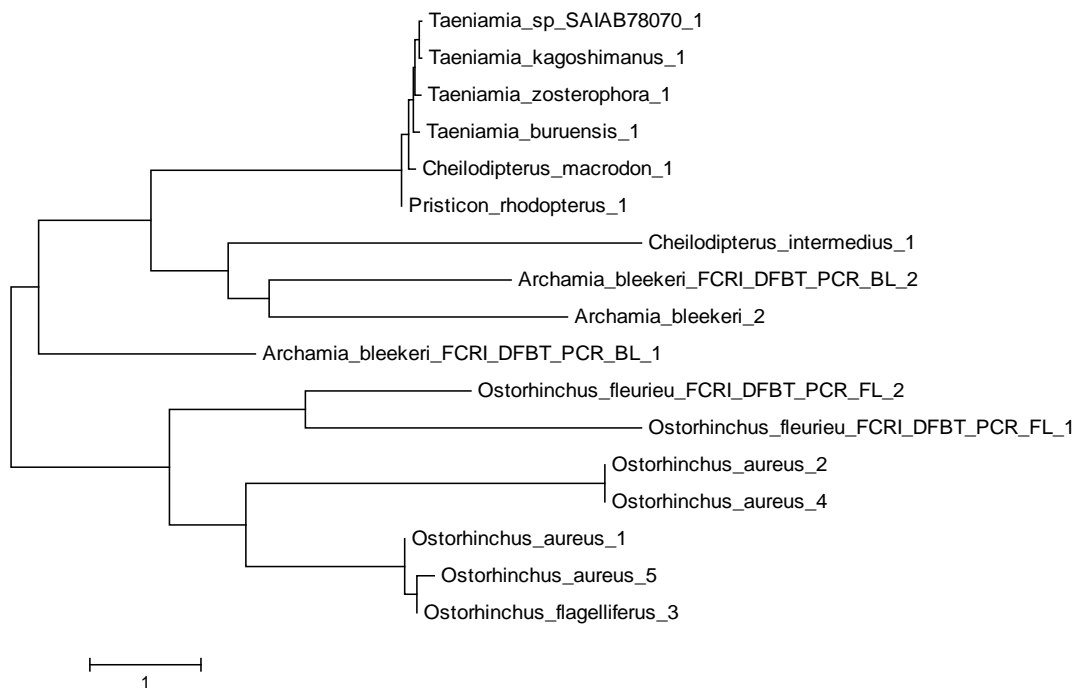 Taeniamia_sp_SAIAB78070_1
Taeniamia_kagoshimanus_1
Taeniamia_zosterophora_1
Taeniamia_buruensis_1
Cheilodipterus_macrodon_1
Pristicon_rhodopterus_1
Cheilodipterus_intermedius_1
Archamia_bleekeri_FCRI_DFBT_PCR_BL_2
Archamia_bleekeri_2
Archamia_bleekeri_FCRI_DFBT_PCR_BL_1
Ostorhinchus_fleurieu_FCRI_DFBT_PCR_FL_2
Ostorhinchus_fleurieu_FCRI_DFBT_PCR_FL_1
Ostorhinchus_aureus_2
Ostorhinchus_aureus_4
Ostorhinchus_aureus_1
Ostorhinchus_aureus_5
Ostorhinchus_flagelliferus_3
1